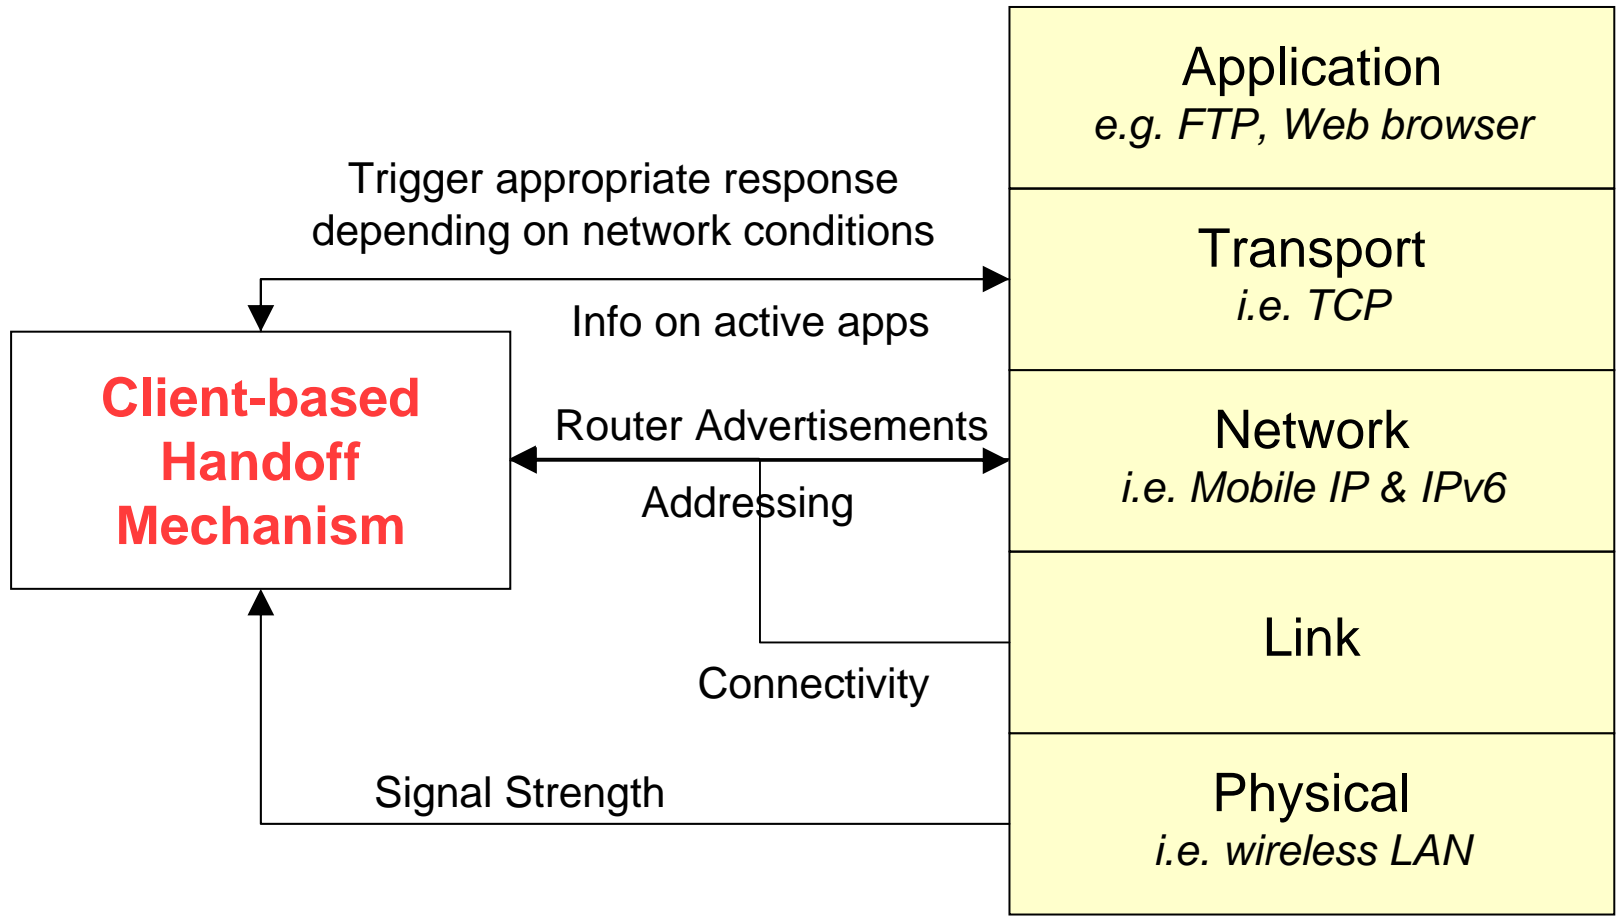 Application
e.g. FTP, Web browser
Trigger appropriate response
depending on network conditions
Transport
i.e. TCP
Info on active apps
Client-based
Handoff
Mechanism
Router Advertisements
Addressing
Network
i.e. Mobile IP & IPv6
Link
Connectivity
Signal Strength
Physical
i.e. wireless LAN